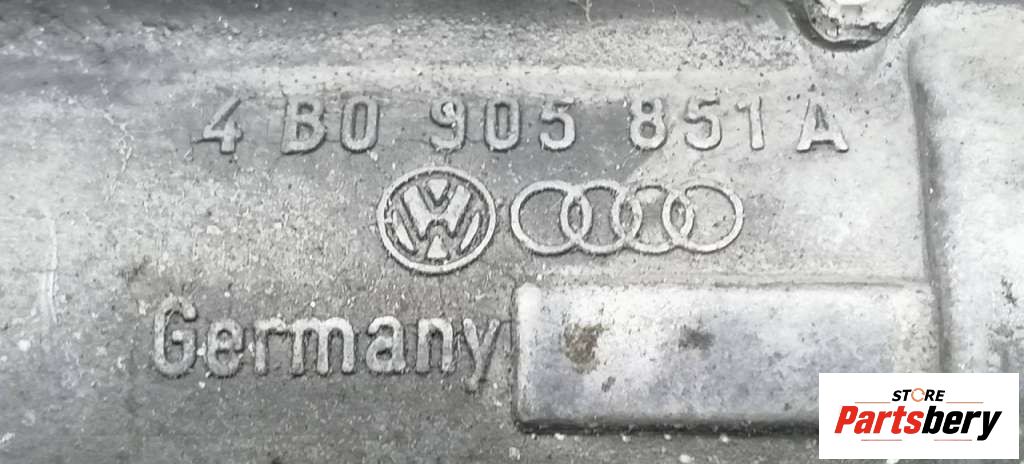 4B0 905 851 A
Germany
STORE
Partsbery